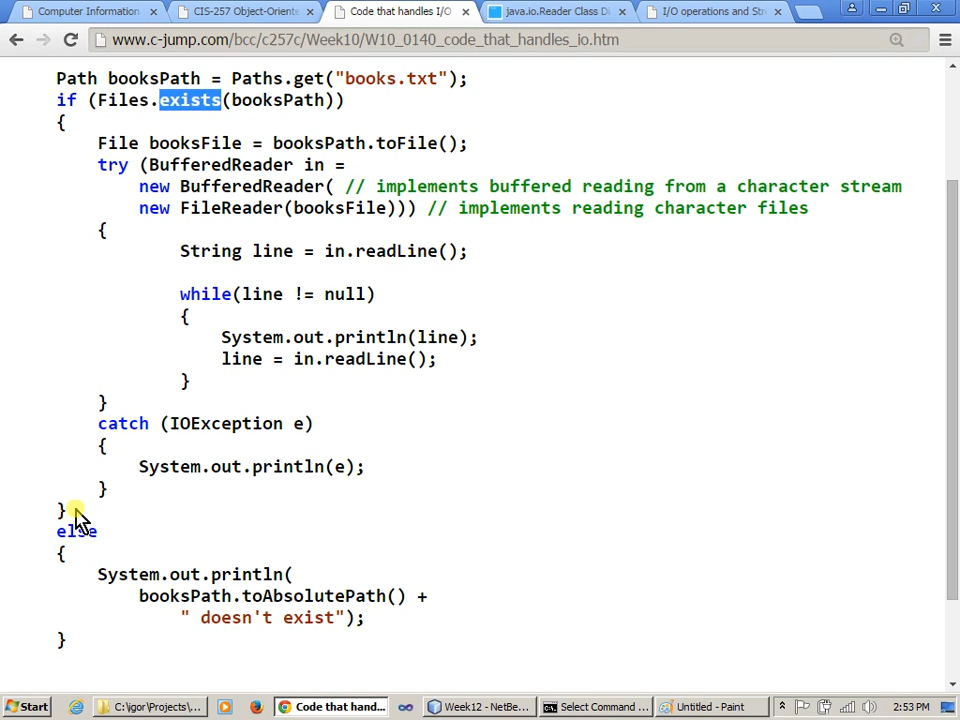 Computer Information
CIS-257 Object-Oriente
Code that handles I/O
java.io.Reader Class Di
I/O operations and Str
www.c-jump.com/bcc/c257c/Week10/W10_0140_code_that_handles_io.htm
Path booksPath = Paths.get("books.txt");
if (Files.exists(booksPath))
{
File booksFile = booksPath.toFile();
try (BufferedReader in =
new BufferedReader( // implements buffered reading from a character stream
new FileReader(booksFile))) // implements reading character files
{
String line = in.readLine();
while(line != null)
{
System.out.println(line);
line = in.readLine();
}
}
catch (IOException e)
{
System.out.println(e);
}
}
else
{
System.out.println(
booksPath.toAbsolutePath() +
" doesn't exist");
}
Start
C:\igor\Projects\...
Code that hand...
Week12 - NetBe...
Select Command ...
Untitled - Paint
2:53 PM